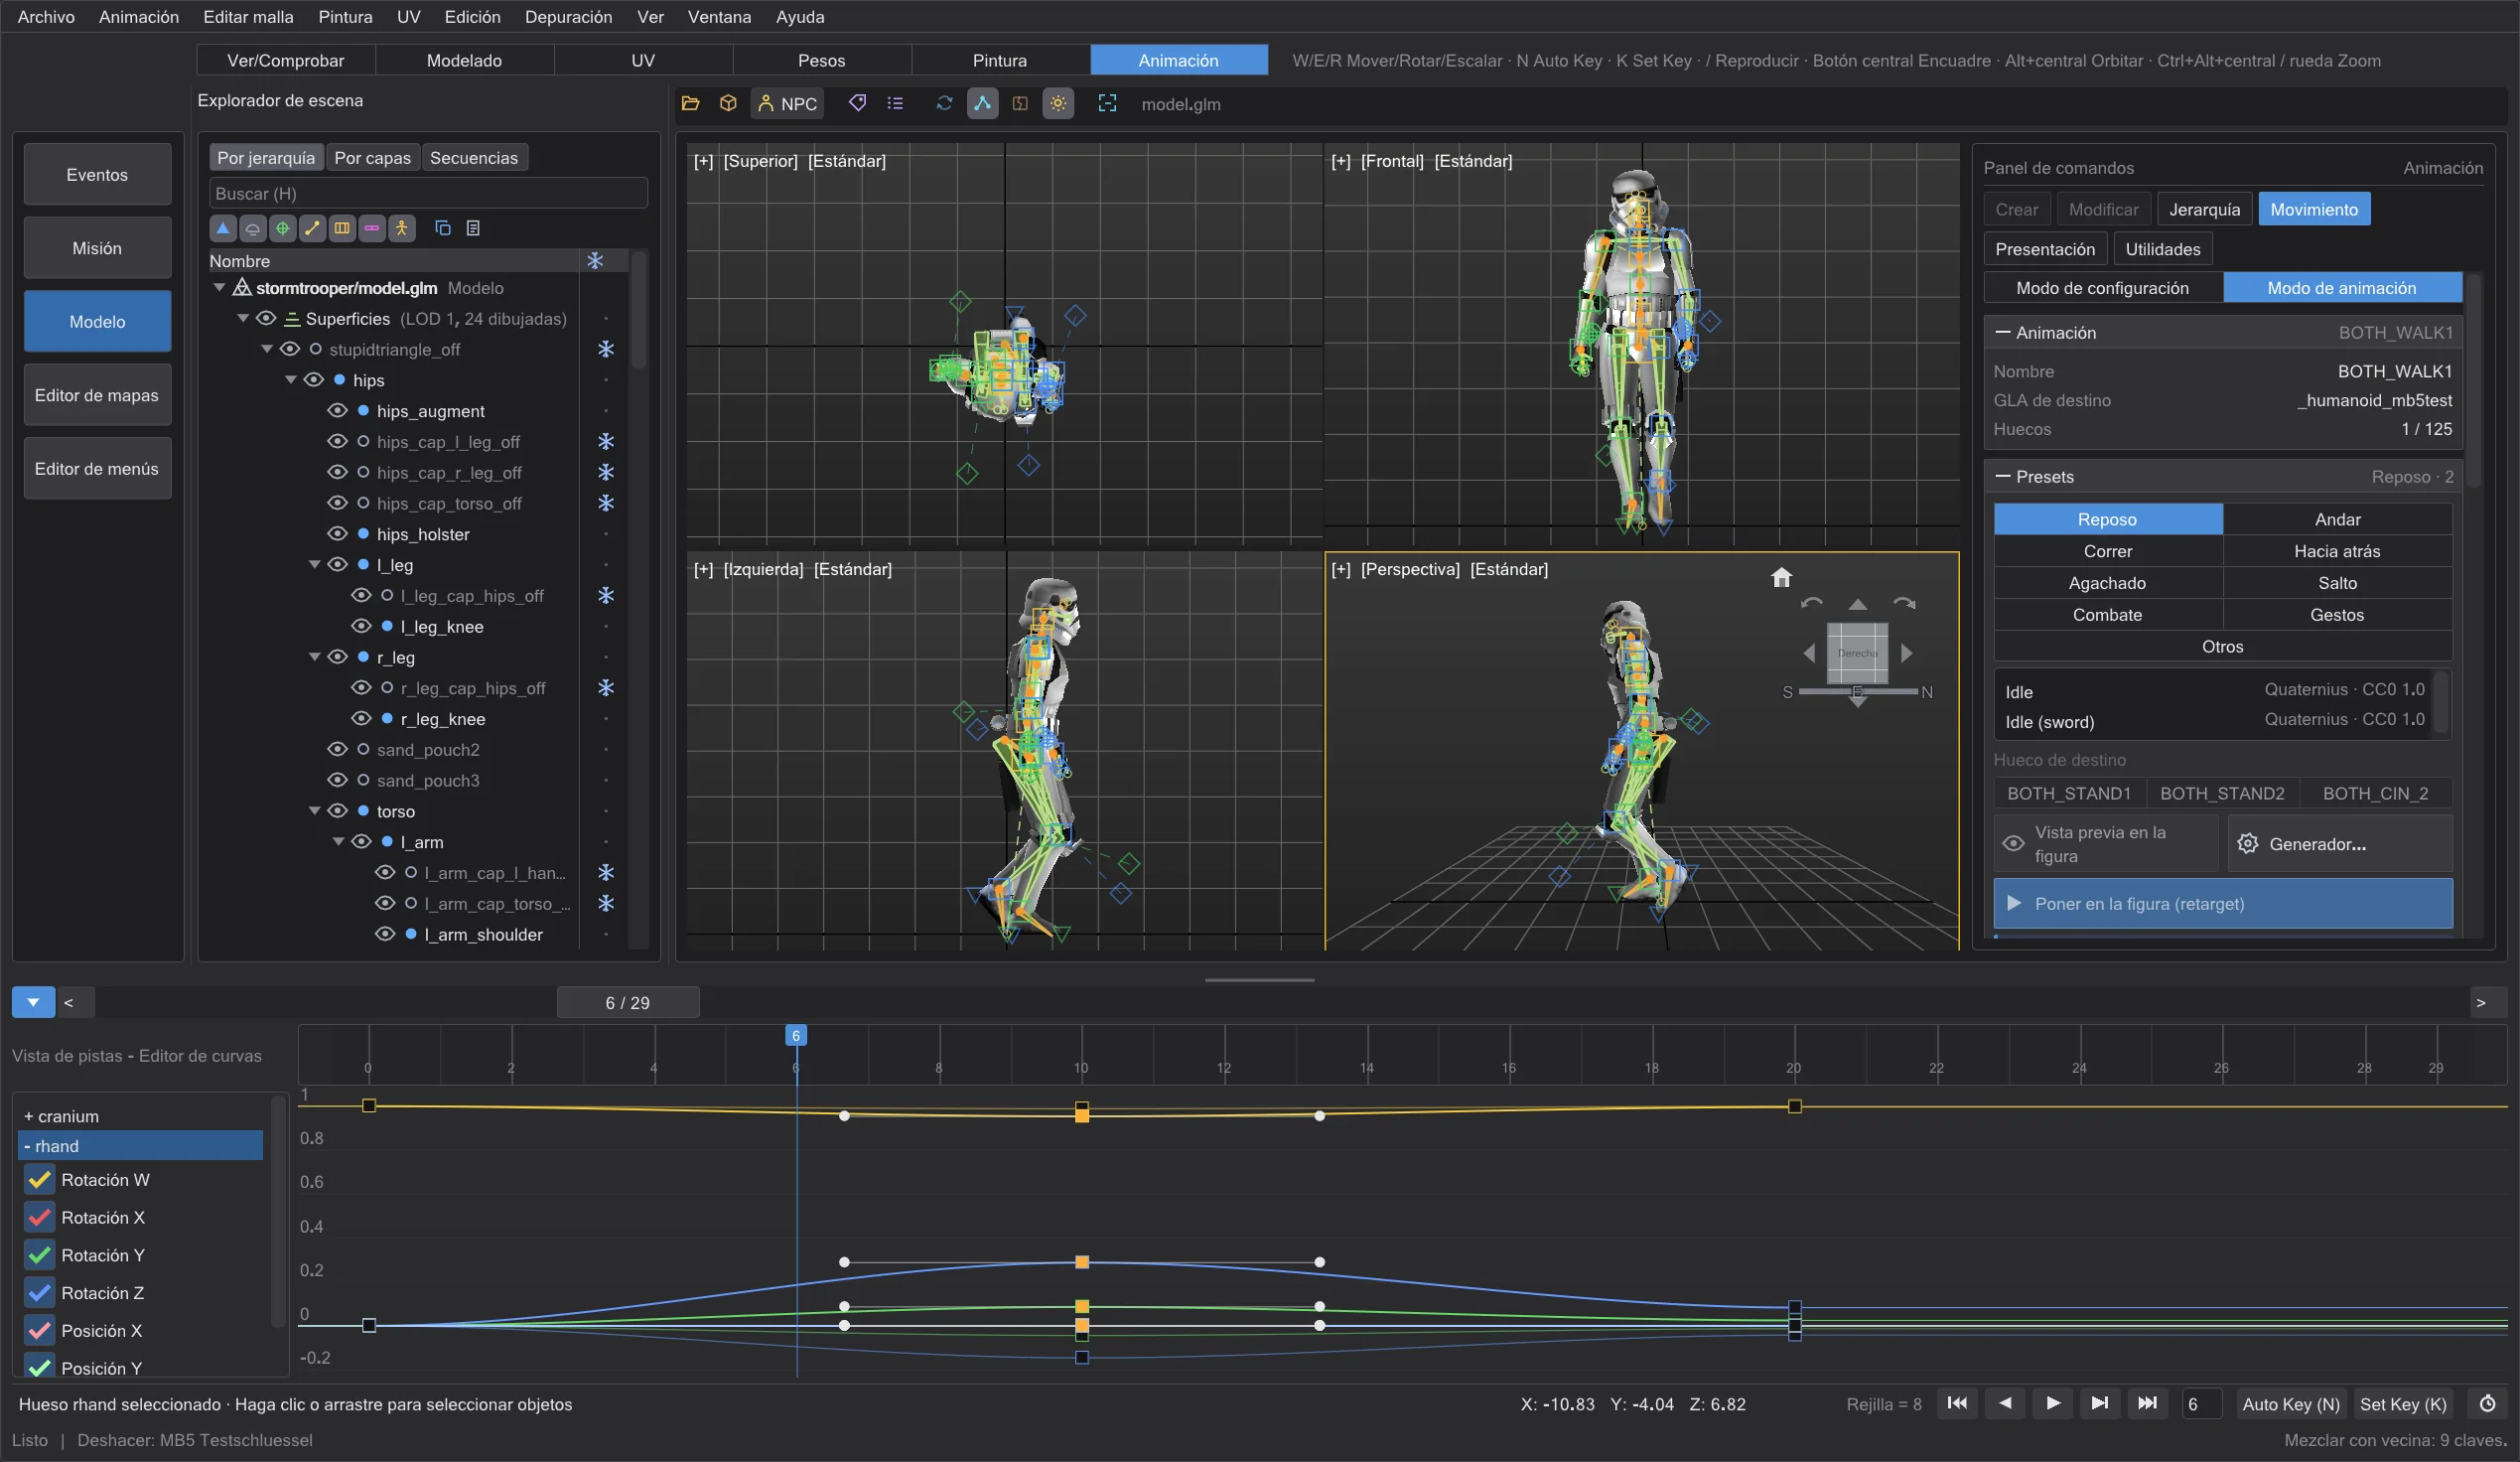 Archivo Animación Editar malla Pintura UV Edición Depuración Ver Ventana Ayuda
Ver/Comprobar Modelado UV Pesos Pintura Animación W/E/R Mover/Rotar/Escalar · N Auto Key · K Set Key · / Reproducir · Botón central Encuadre · Alt+central Orbitar · Ctrl+Alt+central / rueda Zoom
Explorador de escena
NPC model.glm
Eventos
Misión
Modelo
Editor de mapas
Editor de menús
Por jerarquía Por capas Secuencias
Buscar (H)
Nombre
stormtrooper/model.glm Modelo
Superficies (LOD 1, 24 dibujadas)
stupidtriangle_off
hips
hips_augment
hips_cap_l_leg_off
hips_cap_r_leg_off
hips_cap_torso_off
hips_holster
l_leg
l_leg_cap_hips_off
l_leg_knee
r_leg
r_leg_cap_hips_off
r_leg_knee
sand_pouch2
sand_pouch3
torso
l_arm
l_arm_cap_l_han...
l_arm_cap_torso_...
l_arm_shoulder
[+] [Superior] [Estándar]
[+] [Frontal] [Estándar]
[+] [Izquierda] [Estándar]
[+] [Perspectiva] [Estándar]
Derecha
S E N
Panel de comandos Animación
Crear Modificar Jerarquía Movimiento
Presentación Utilidades
Modo de configuración Modo de animación
Animación BOTH_WALK1
Nombre BOTH_WALK1
GLA de destino _humanoid_mb5test
Huecos 1 / 125
Presets Reposo · 2
Reposo Andar
Correr Hacia atrás
Agachado Salto
Combate Gestos
Otros
Idle Quaternius · CC0 1.0
Idle (sword) Quaternius · CC0 1.0
Hueco de destino
BOTH_STAND1 BOTH_STAND2 BOTH_CIN_2
Vista previa en la figura
Generador...
Poner en la figura (retarget)
< 6 / 29 >
Vista de pistas - Editor de curvas
6
0 2 4 6 8 10 12 14 16 18 20 22 24 26 28 29
+ cranium
- rhand
Rotación W
Rotación X
Rotación Y
Rotación Z
Posición X
Posición Y
1
0.8
0.6
0.4
0.2
0
-0.2
Hueso rhand seleccionado · Haga clic o arrastre para seleccionar objetos X: -10.83 Y: -4.04 Z: 6.82 Rejilla = 8 6 Auto Key (N) Set Key (K)
Listo | Deshacer: MB5 Testschluessel Mezclar con vecina: 9 claves.